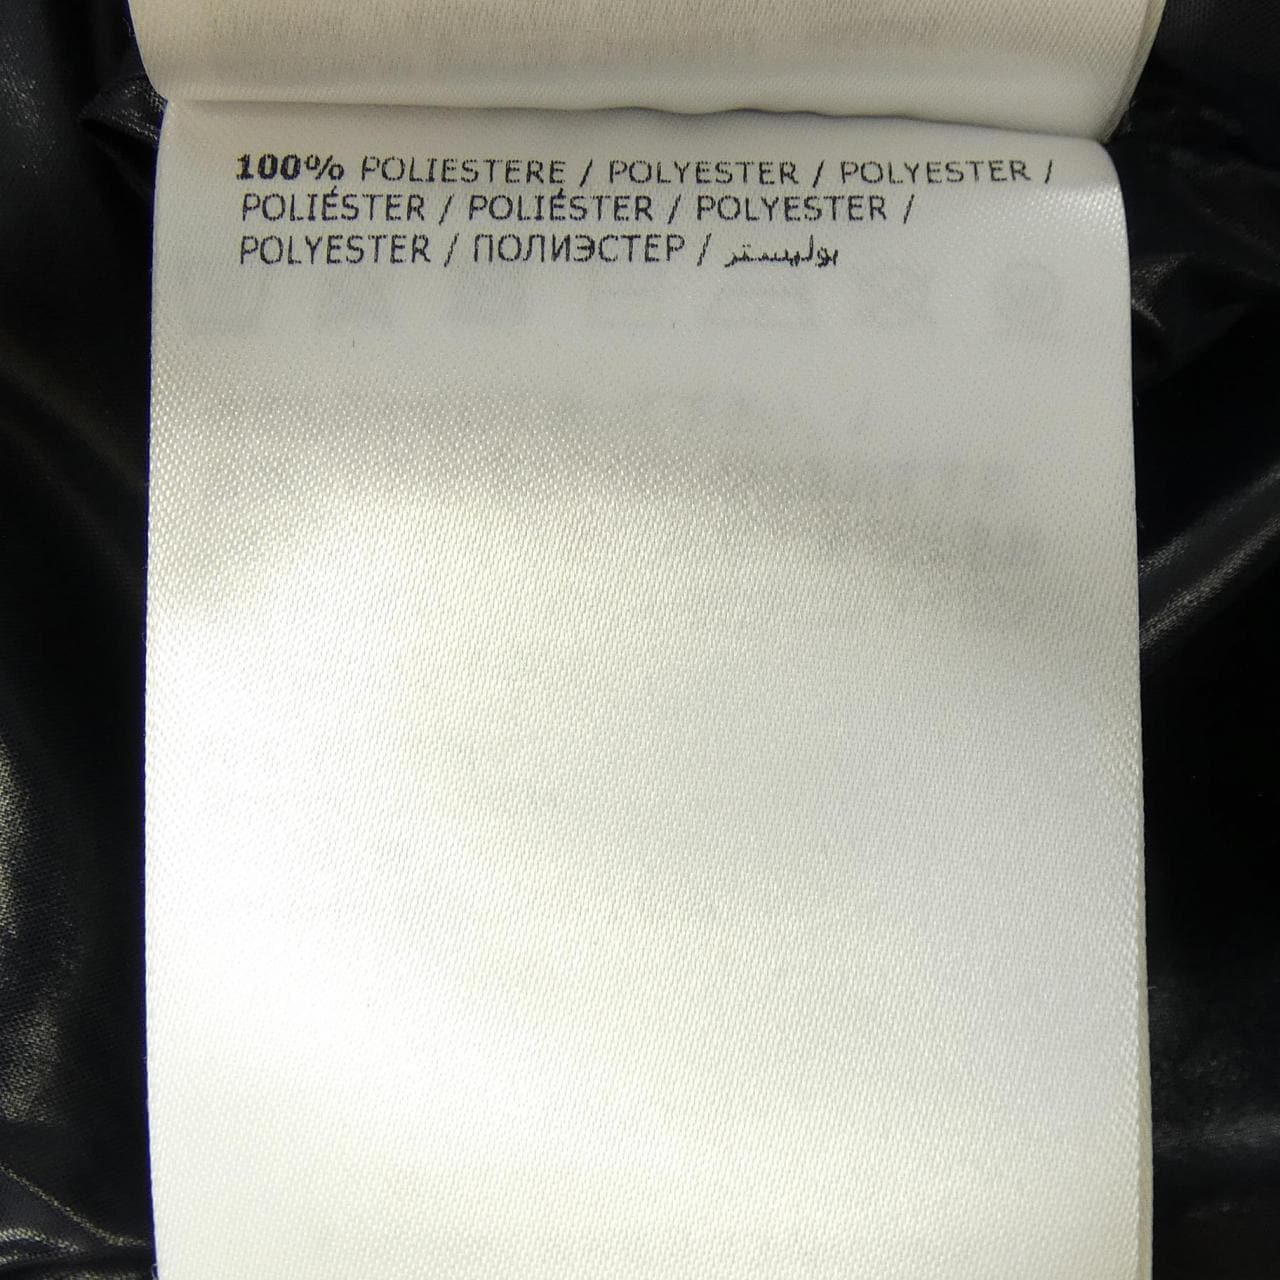 100% POLIESTERE / POLYESTER / POLYESTER /
POLIÉSTER / POLIÉSTER / POLYESTER /
POLYESTER / ПОЛИЭСТЕР / بوليستر